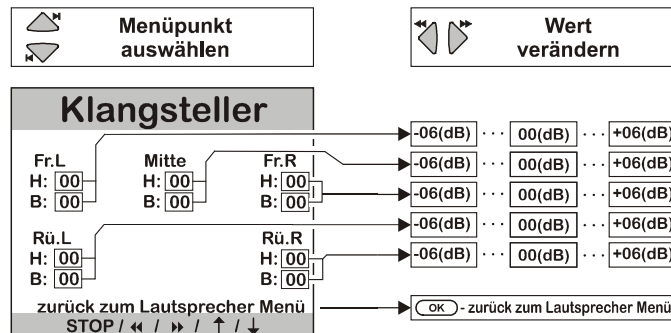 Menüpunkt
auswählen
Wert
verändern
Klangsteller
Fr.L Mitte Fr.R
H: 00 H: 00 H: 00
B: 00 B: 00 B: 00
Rü.L Rü.R
H: 00 H: 00
B: 00 B: 00
zurück zum Lautsprecher Menü
STOP / ◀◀ / ▶▶ / ↑ / ↓
-06(dB) ··· 00(dB) ··· +06(dB)
-06(dB) ··· 00(dB) ··· +06(dB)
-06(dB) ··· 00(dB) ··· +06(dB)
-06(dB) ··· 00(dB) ··· +06(dB)
-06(dB) ··· 00(dB) ··· +06(dB)
OK - zurück zum Lautsprecher Menü